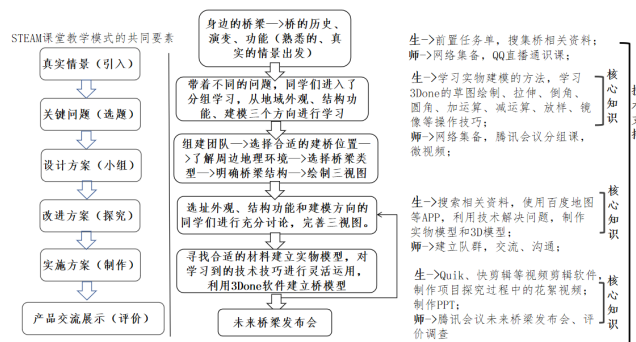 STEAM课堂教学模式的共同要素
真实情景（引入）
关键问题（选题）
设计方案（小组）
改进方案（探究）
实施方案（制作）
产品交流展示（评价）
身边的桥梁—>桥的历史、
演变、功能（熟悉的、真
实的情景出发）
带着不同的问题，同学们进入了
分组学习，从地域外观、结构功
能、建模三个方向进行学习
组建团队—>选择合适的建桥位置—
>了解周边地理环境—>选择桥梁类
型—>明确桥梁结构—>绘制三视图
选址外观、结构功能和建模方向的
同学们进行充分讨论，完善三视图。
寻找合适的材料建立实物模型，对
学习到的技术技巧进行灵活运用，
利用3Done软件建立桥模型
未来桥梁发布会
生—>前置任务单，搜集桥相关资料；
师—>网络集备，QQ直播通识课；
生—>学习实物建模的方法，学习
3Done的草图绘制、拉伸、倒角、
圆角、加运算、减运算、放样、镜
像等操作技巧；
师—>网络集备，腾讯会议分组课，
微视频；
核心知识
生—>搜索相关资料，使用百度地图
等APP，利用技术解决问题，制作
实物模型和3D模型；
师—>建立队群，交流、沟通；
核心知识
生—>Quik、快剪辑等视频剪辑软件，
制作项目探究过程中的花絮视频；
制作PPT；
师—>腾讯会议未来桥梁发布会、评
价调查
核心知识